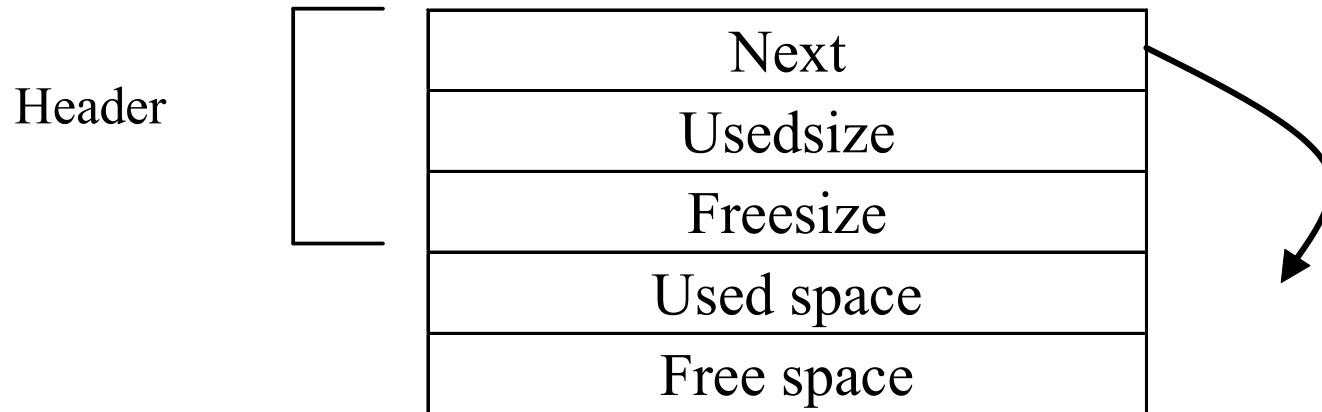 Next
Header
Usedsize
Freesize
Used space
Free space